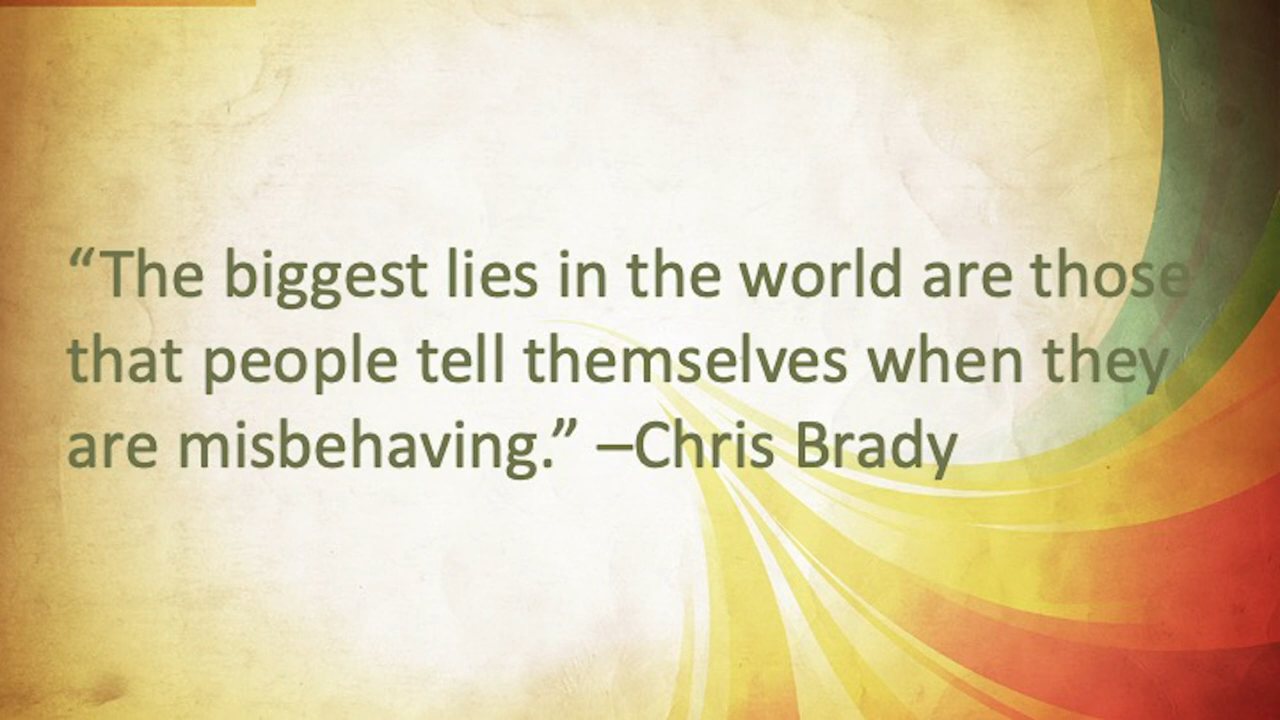 “The biggest lies in the world are those
that people tell themselves when they
are misbehaving.” –Chris Brady